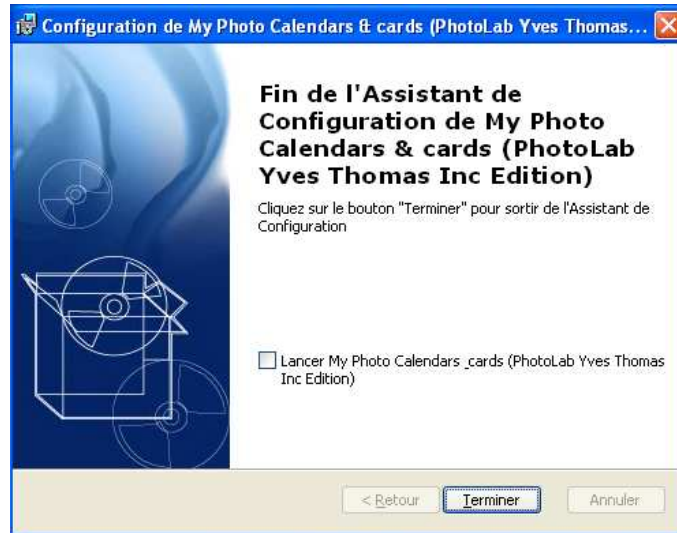 Configuration de My Photo Calendars & cards (PhotoLab Yves Thomas...
Fin de l'Assistant de
Configuration de My Photo
Calendars & cards (PhotoLab
Yves Thomas Inc Edition)
Cliquez sur le bouton "Terminer" pour sortir de l'Assistant de
Configuration
Lancer My Photo Calendars _cards (PhotoLab Yves Thomas
Inc Edition)
< Retour
Terminer
Annuler